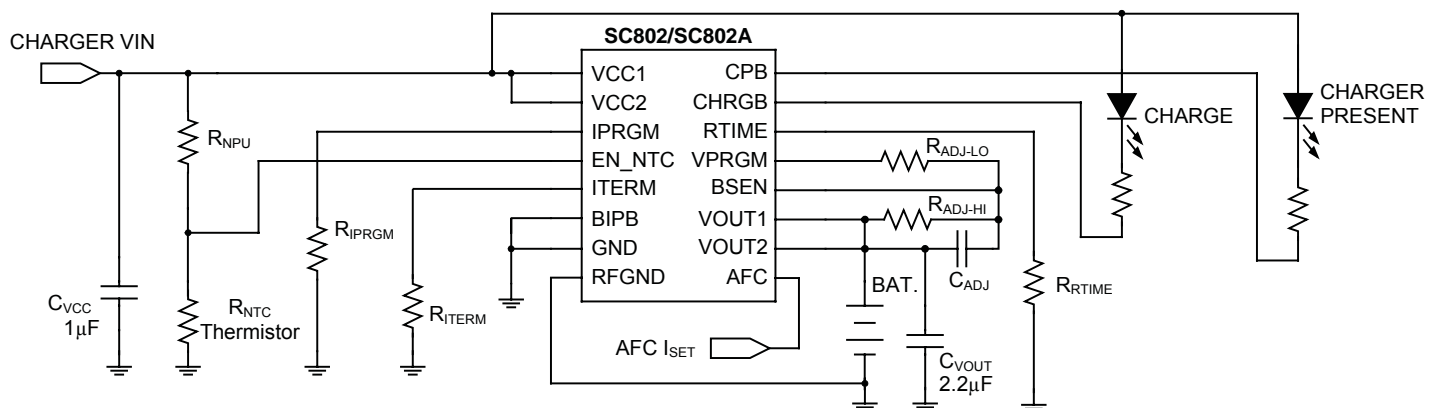 SC802/SC802A
CHARGER VIN
VCC1
VCC2
IPRGM
EN_NTC
ITERM
BIPB
GND
RFGND
CPB
CHRGB
RTIME
VPRGM
BSEN
VOUT1
VOUT2
AFC
RNPU
RIPRGM
CVCC
1μF
RNTC
Thermistor
RITERM
RADJ-LO
RADJ-HI
CADJ
BAT.
AFC ISET
CVOUT
2.2μF
RRTIME
CHARGE
CHARGER
PRESENT